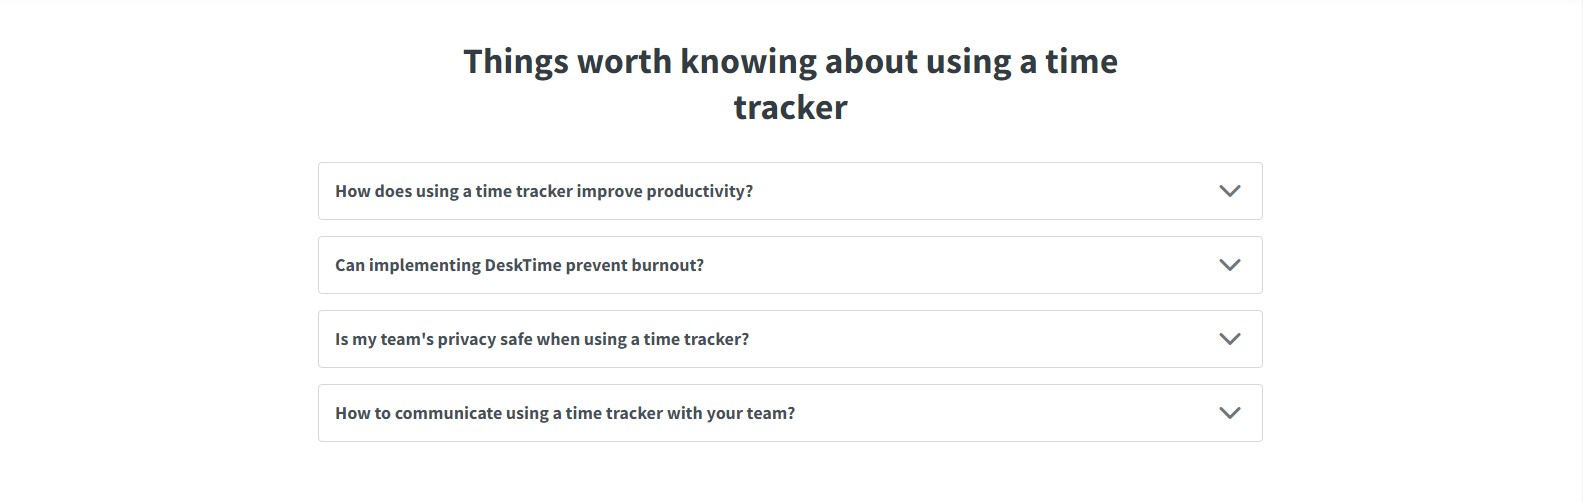 Things worth knowing about using a time
tracker
How does using a time tracker improve productivity?
Can implementing DeskTime prevent burnout?
Is my team's privacy safe when using a time tracker?
How to communicate using a time tracker with your team?